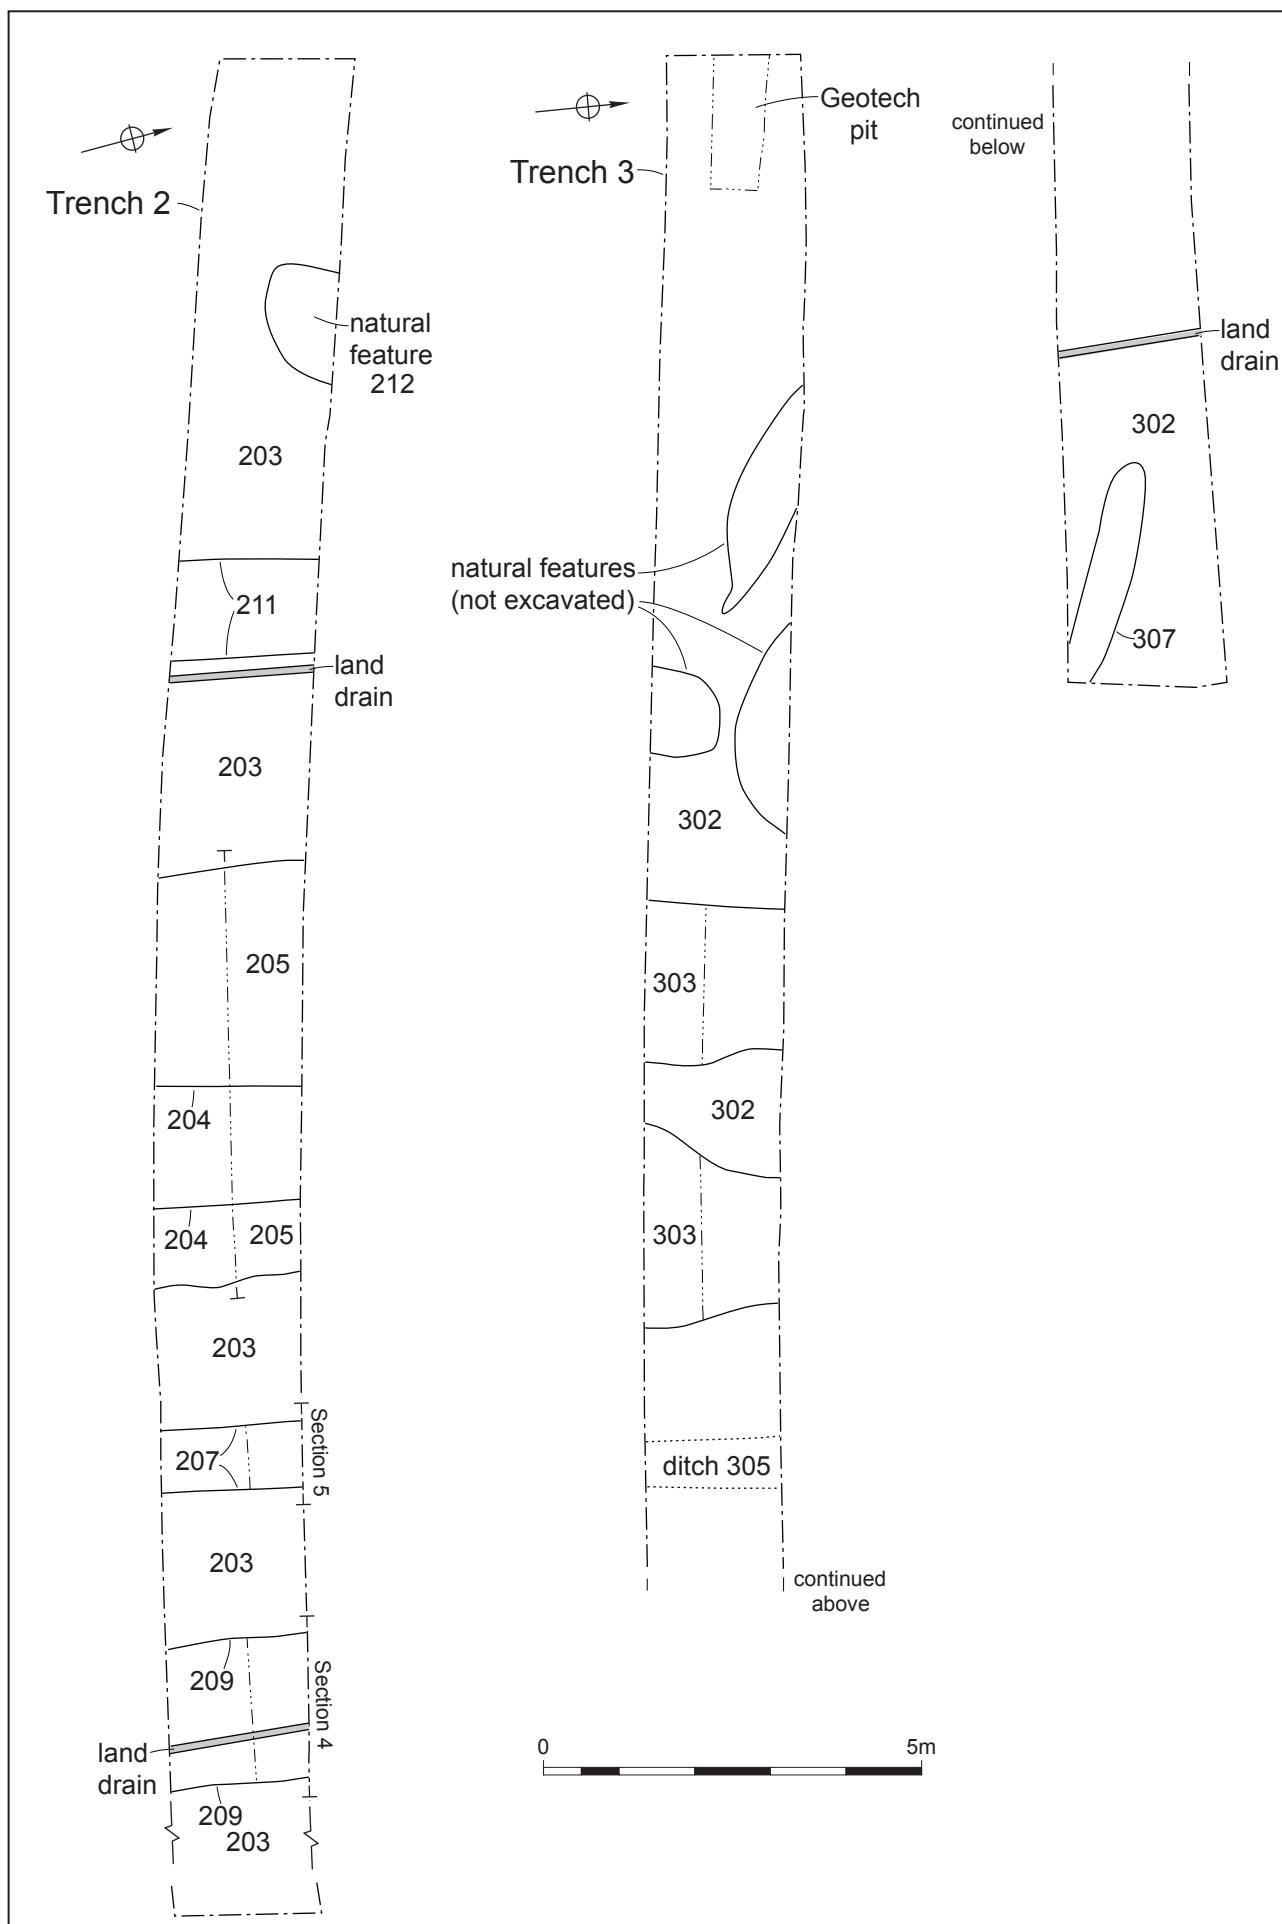 Trench 2
natural
feature
212
203
211
land
drain
203
205
204
204
205
203
207
Section 5
203
209
Section 4
land
drain
209
203
Trench 3
Geotech
pit
natural features
(not excavated)
302
303
302
303
ditch 305
continued
above
continued
below
land
drain
302
307
0
5m